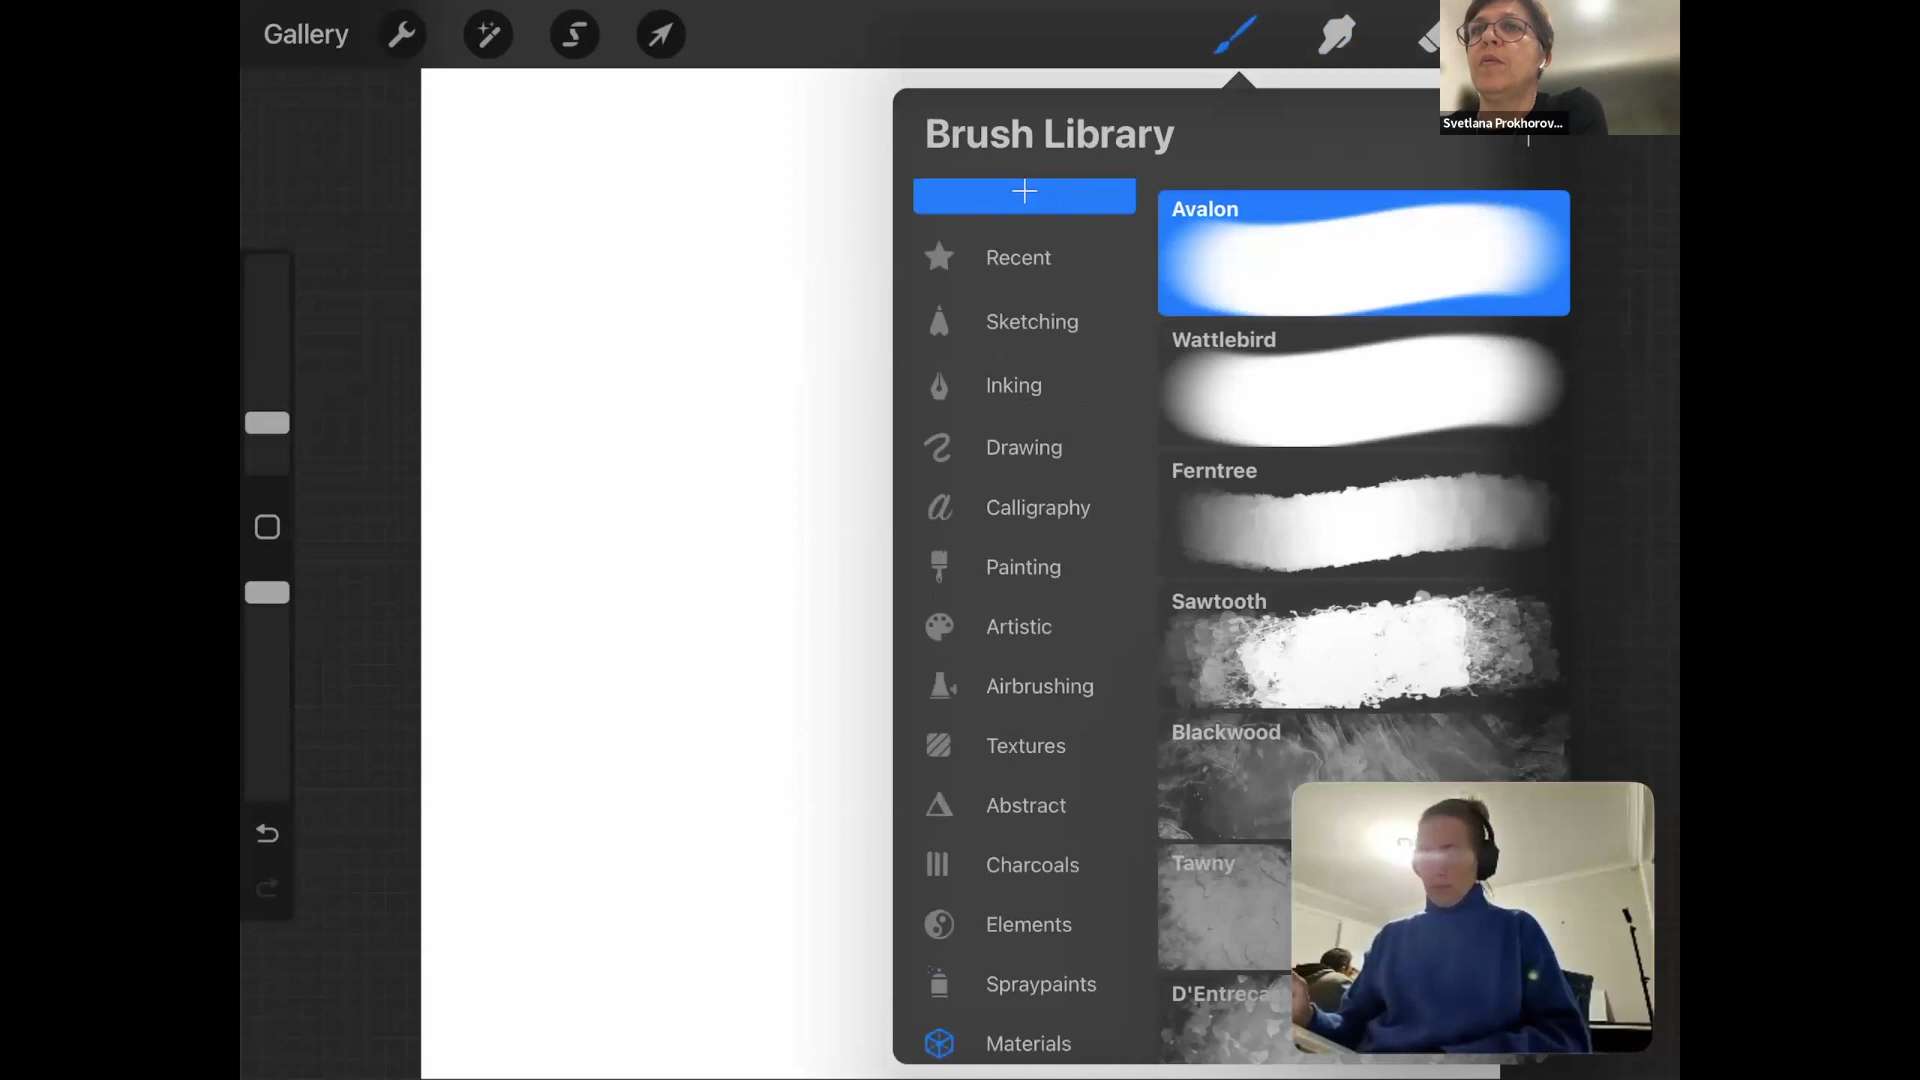 Gallery
Svetlana Prokhorov...
Brush Library
Recent
Sketching
Inking
Drawing
Calligraphy
Painting
Artistic
Airbrushing
Textures
Abstract
Charcoals
Elements
Spraypaints
Materials
Avalon
Wattlebird
Ferntree
Sawtooth
Blackwood
Tawny
D'Entreca